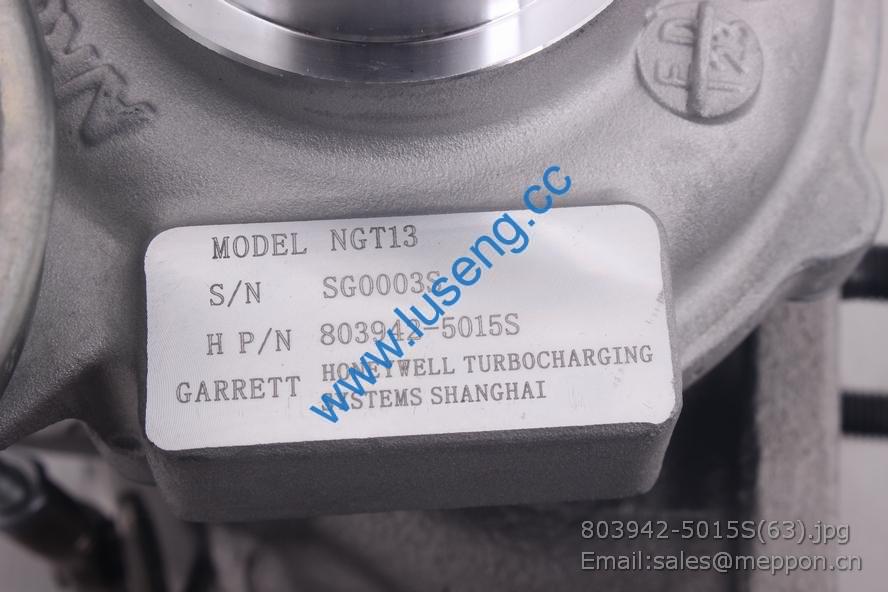 MODEL NGT13
S/N SG0003S
H P/N 803942-5015S
GARRETT HONEYWELL TURBOCHARGING
SYSTEMS SHANGHAI
www.luseng.cc
803942-5015S(63).jpg
Email:sales@meppon.cn